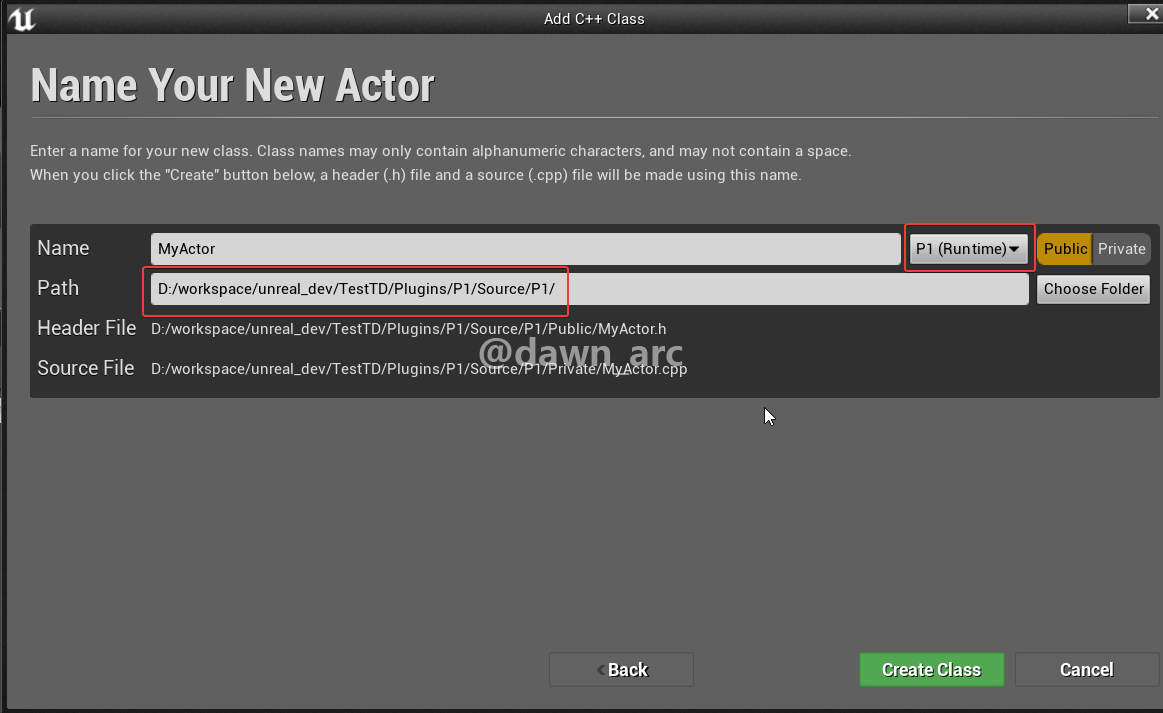 Add C++ Class
Name Your New Actor
Enter a name for your new class. Class names may only contain alphanumeric characters, and may not contain a space.
When you click the "Create" button below, a header (.h) file and a source (.cpp) file will be made using this name.
Name MyActor P1 (Runtime) Public Private
Path D:/workspace/unreal_dev/TestTD/Plugins/P1/Source/P1/ Choose Folder
Header File D:/workspace/unreal_dev/TestTD/Plugins/P1/Source/P1/Public/MyActor.h
@dawn_arc
Source File D:/workspace/unreal_dev/TestTD/Plugins/P1/Source/P1/Private/MyActor.cpp
Back Create Class Cancel